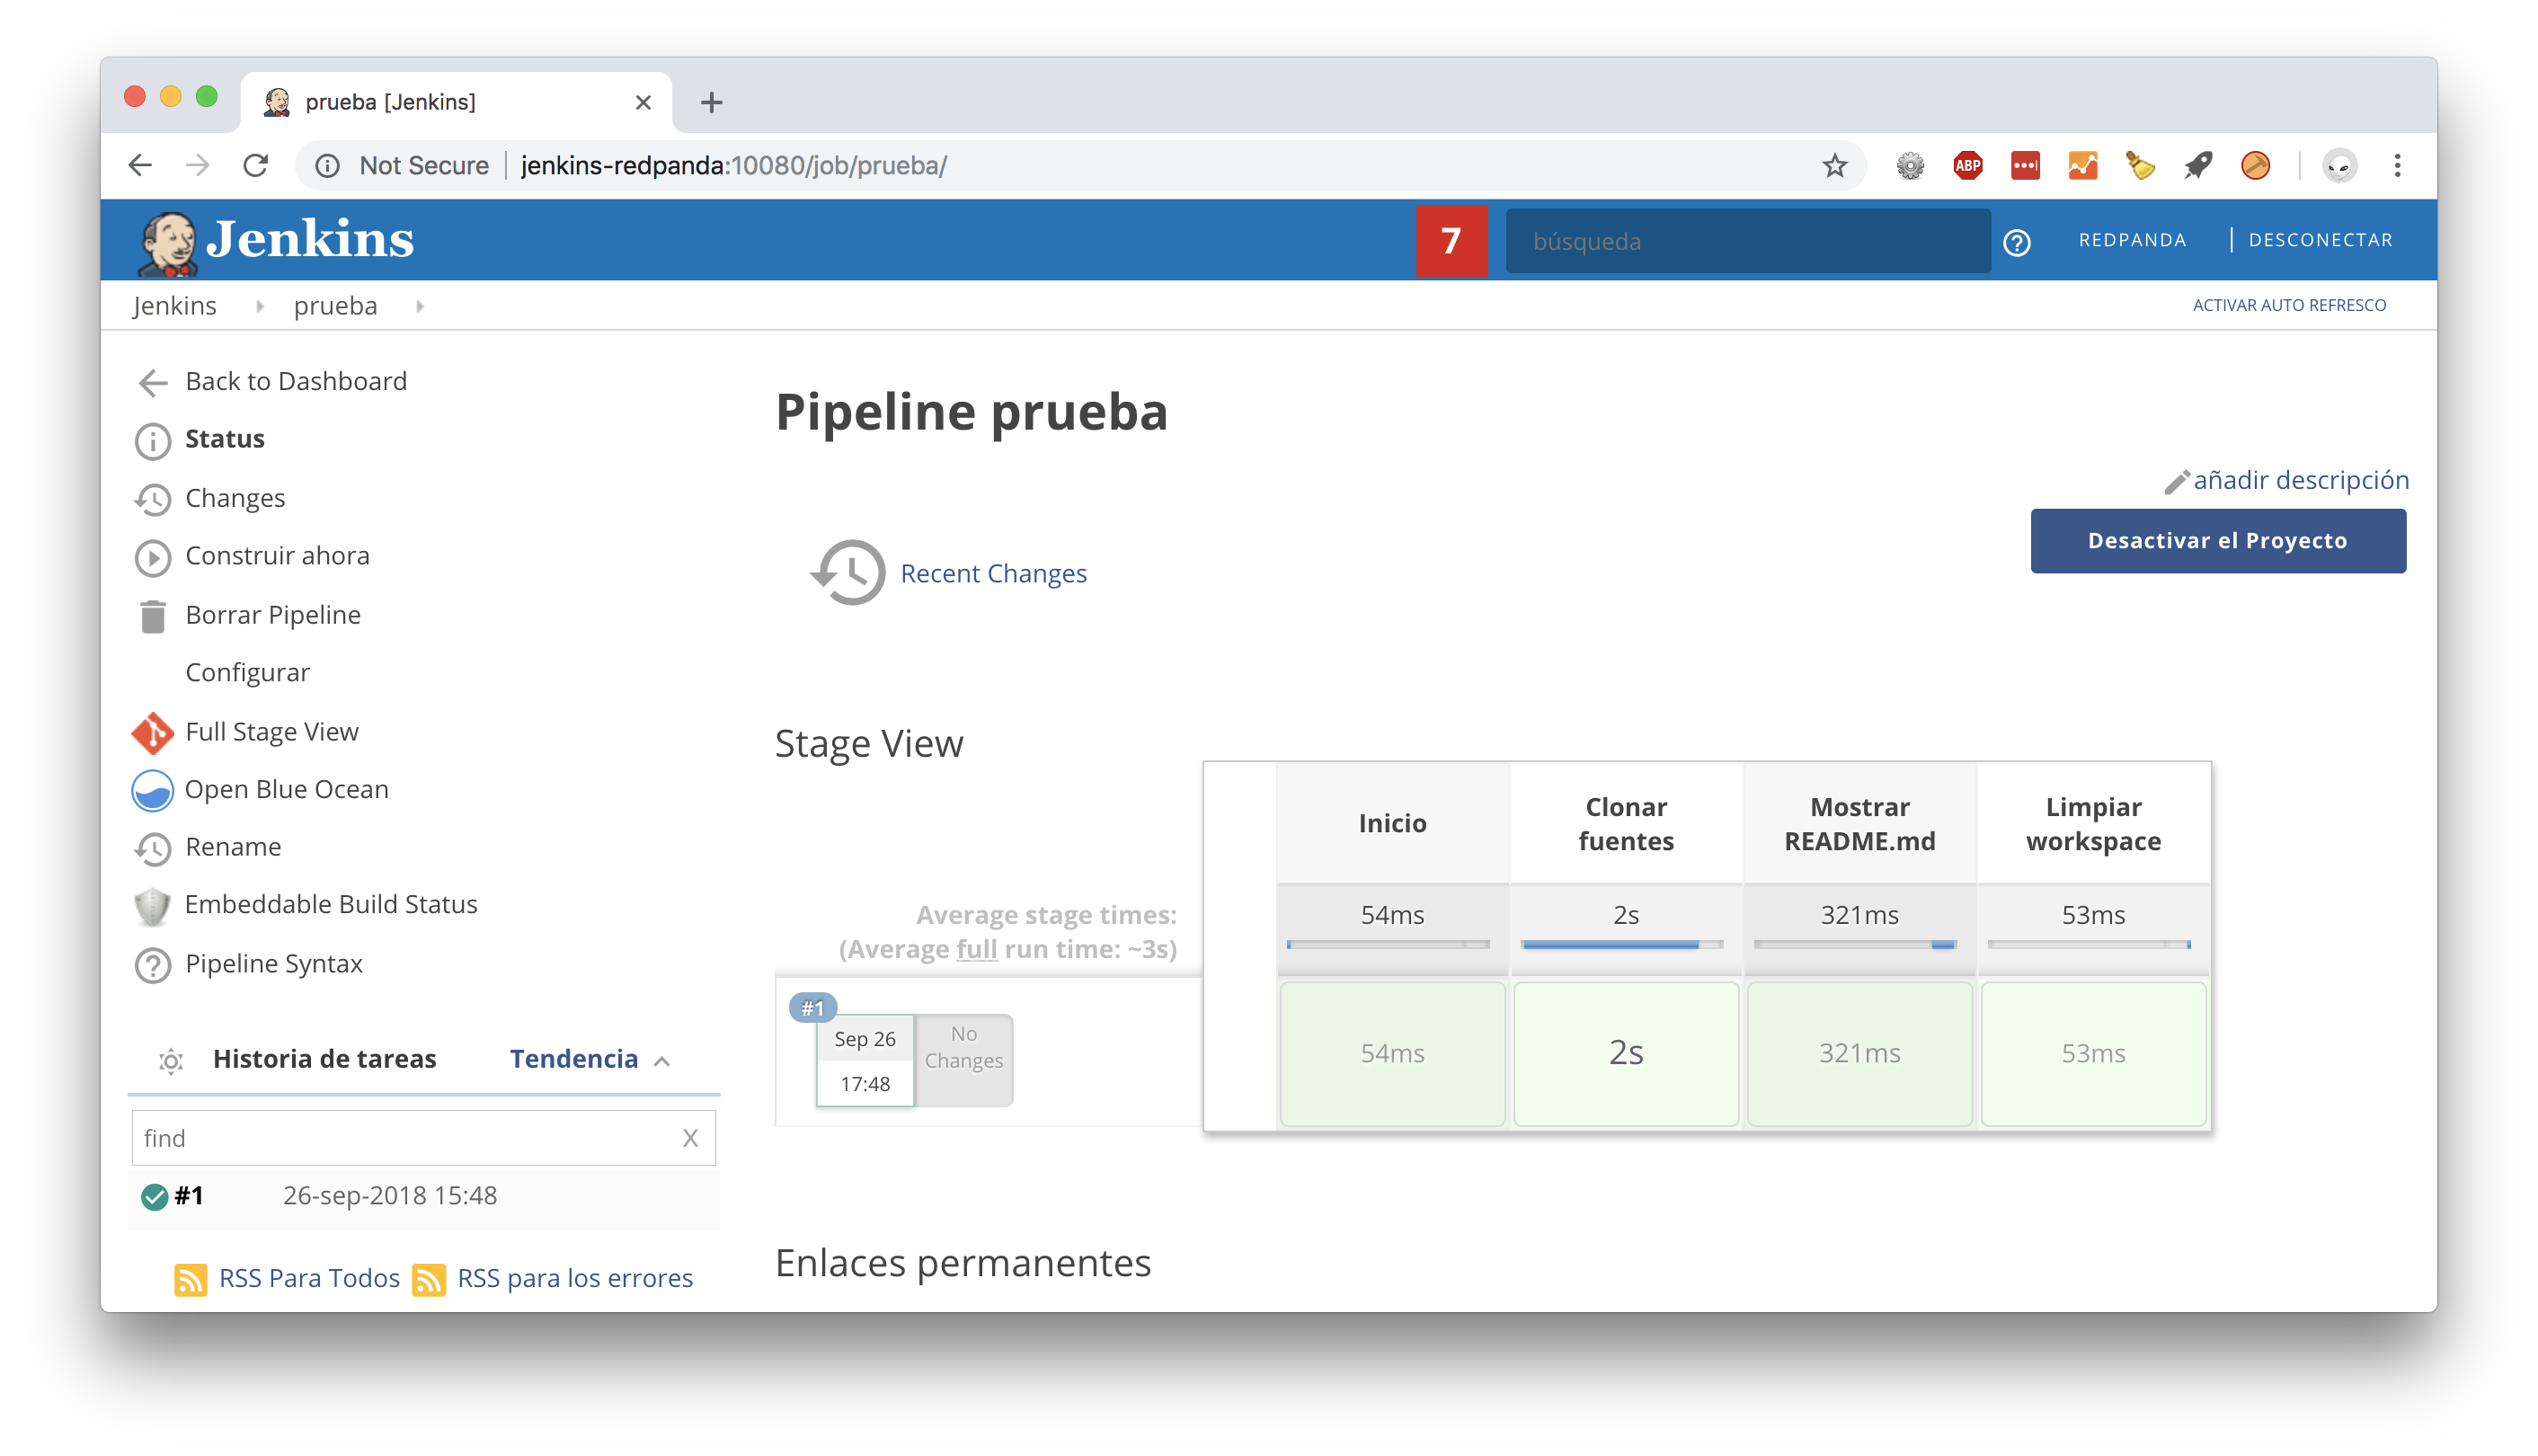 prueba [Jenkins]
Not Secure | jenkins-redpanda:10080/job/prueba/
ABP
Jenkins
7
búsqueda
REDPANDA
DESCONECTAR
Jenkins
prueba
ACTIVAR AUTO REFRESCO
Back to Dashboard
Status
Changes
Construir ahora
Borrar Pipeline
Configurar
Full Stage View
Open Blue Ocean
Rename
Embeddable Build Status
Pipeline Syntax
Historia de tareas
Tendencia
find
X
#1
26-sep-2018 15:48
RSS Para Todos
RSS para los errores
Pipeline prueba
añadir descripción
Desactivar el Proyecto
Recent Changes
Stage View
Inicio
Clonar
fuentes
Mostrar
README.md
Limpiar
workspace
Average stage times:
(Average full run time: ~3s)
54ms
2s
321ms
53ms
#1
Sep 26
17:48
No
Changes
54ms
2s
321ms
53ms
Enlaces permanentes